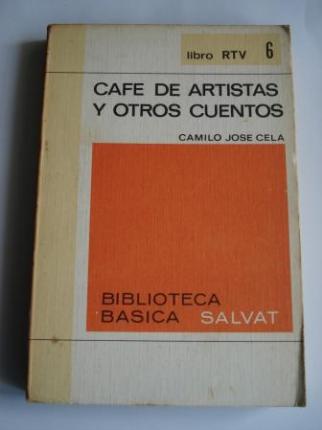 libro RTV 6
CAFE DE ARTISTAS
Y OTROS CUENTOS
CAMILO JOSE CELA
BIBLIOTECA
BASICA SALVAT